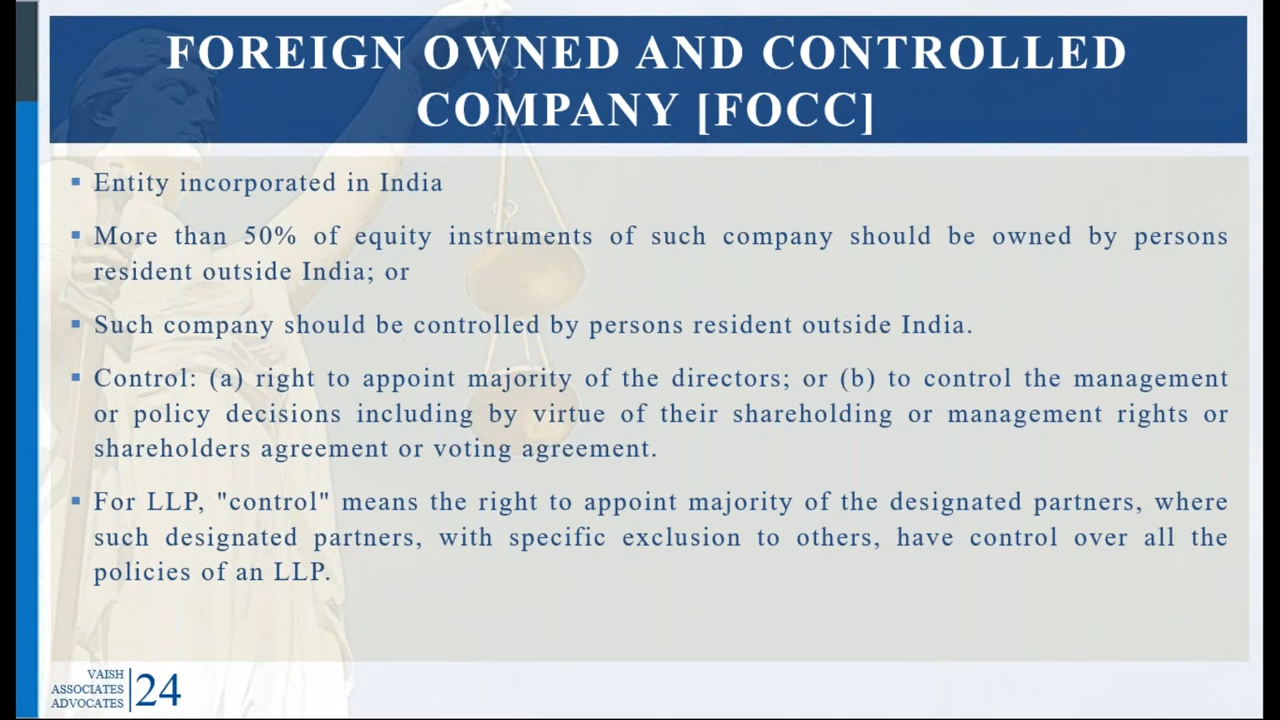 FOREIGN OWNED AND CONTROLLED
COMPANY [FOCC]
▪ Entity incorporated in India
▪ More than 50% of equity instruments of such company should be owned by persons
resident outside India; or
▪ Such company should be controlled by persons resident outside India.
▪ Control: (a) right to appoint majority of the directors; or (b) to control the management
or policy decisions including by virtue of their shareholding or management rights or
shareholders agreement or voting agreement.
▪ For LLP, "control" means the right to appoint majority of the designated partners, where
such designated partners, with specific exclusion to others, have control over all the
policies of an LLP.
VAISH
ASSOCIATES
ADVOCATES
24